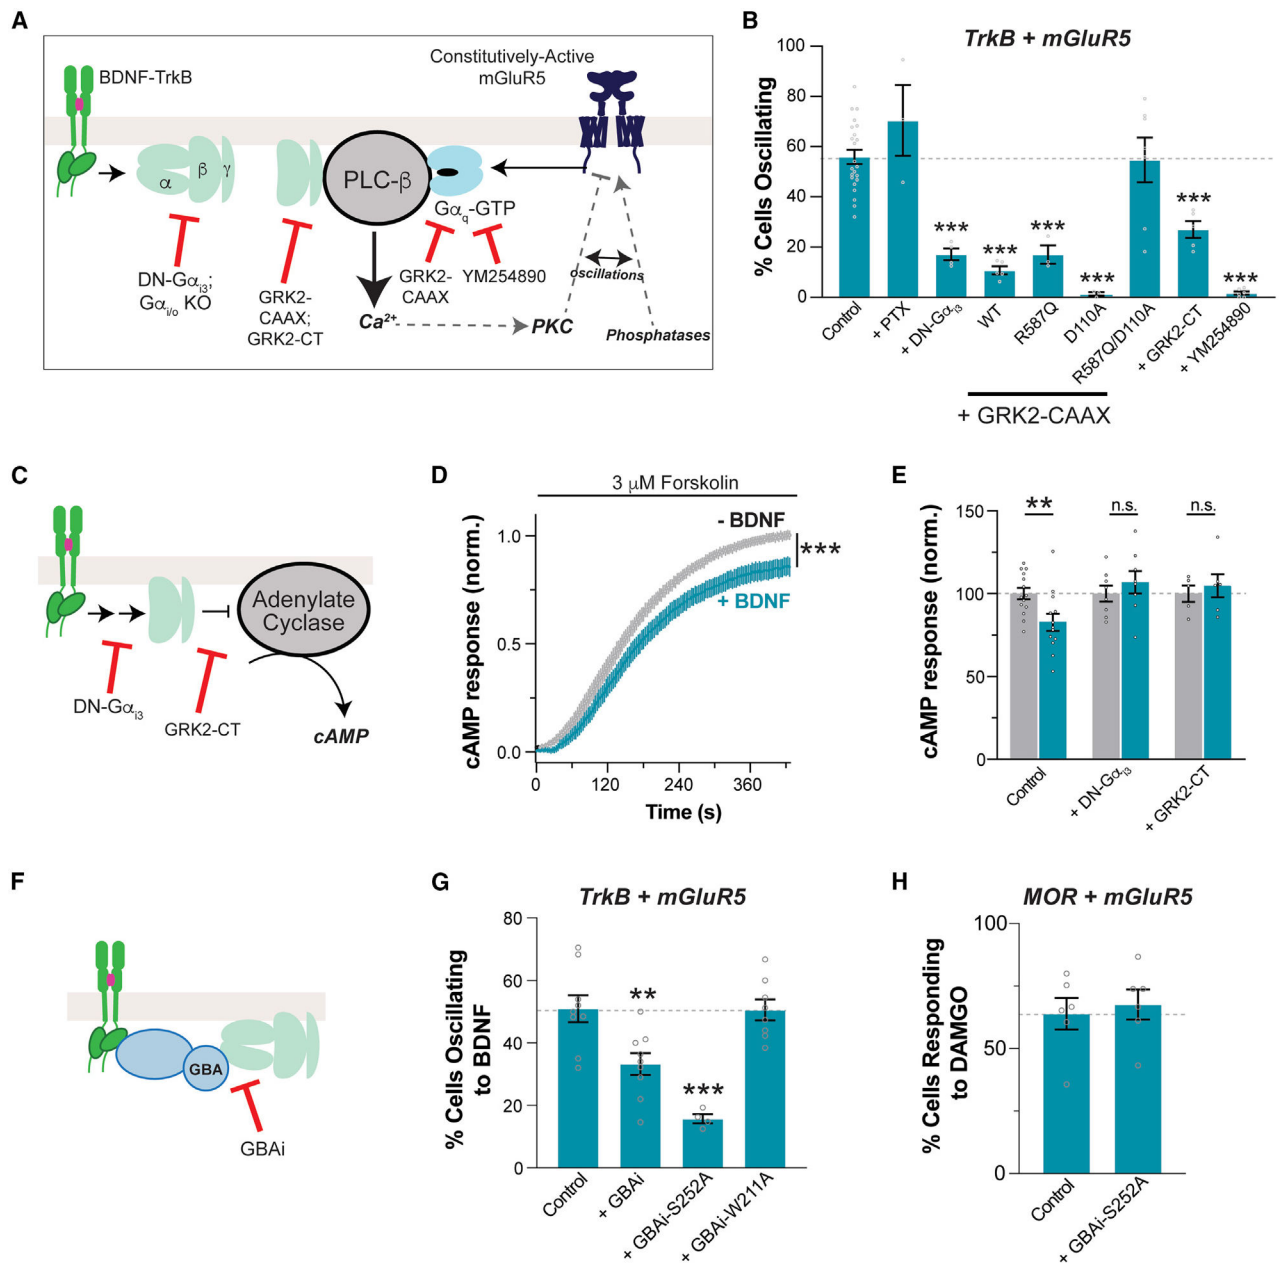 A
BDNF-TrkB
Constitutively-Active
mGluR5
α
β
γ
PLC-β
Gαq-GTP
DN-Gαi3;
Gαi/o KO
GRK2-
CAAX;
GRK2-CT
GRK2-
CAAX
YM254890
oscillations
Ca2+
PKC
Phosphatases
B
TrkB + mGluR5
% Cells Oscillating
100
80
60
40
20
0
***
***
***
***
***
***
Control
+ PTX
+ DN-Gαi3
WT
R587Q
D110A
R587Q/D110A
+ GRK2-CT
+ YM254890
+ GRK2-CAAX
C
Adenylate
Cyclase
DN-Gαi3
GRK2-CT
cAMP
D
3 μM Forskolin
cAMP response (norm.)
1.0
0.5
0.0
- BDNF
***
+ BDNF
0
120
240
360
Time (s)
E
cAMP response (norm.)
150
100
50
0
**
n.s.
n.s.
Control
+ DN-Gαi3
+ GRK2-CT
F
GBA
GBAi
G
TrkB + mGluR5
% Cells Oscillating
to BDNF
80
60
40
20
0
**
***
Control
+ GBAi
+ GBAi-S252A
+ GBAi-W211A
H
MOR + mGluR5
% Cells Responding
to DAMGO
100
50
0
Control
+ GBAi-S252A